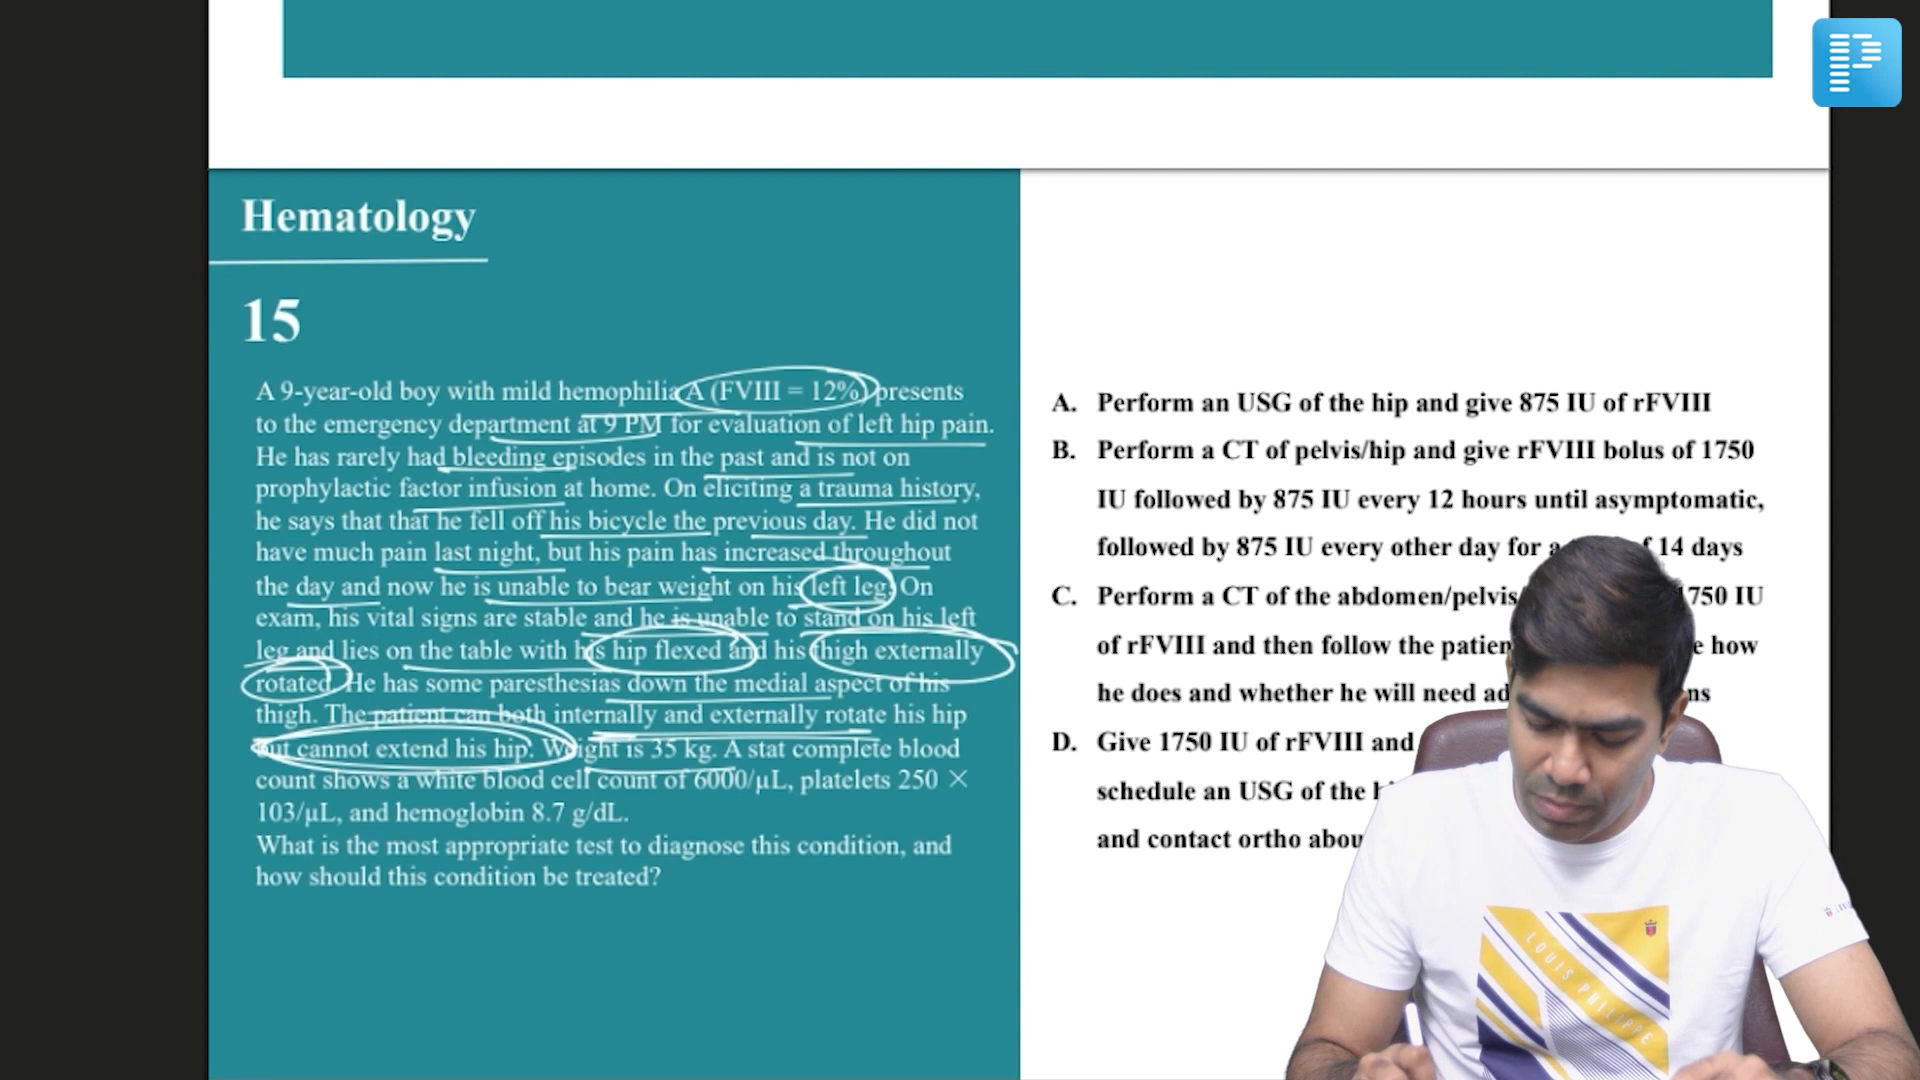 Hematology
15
A 9-year-old boy with mild hemophilia A (FVIII = 12%) presents
to the emergency department at 9 PM for evaluation of left hip pain.
He has rarely had bleeding episodes in the past and is not on
prophylactic factor infusion at home. On eliciting a trauma history,
he says that that he fell off his bicycle the previous day. He did not
have much pain last night, but his pain has increased throughout
the day and now he is unable to bear weight on his left leg. On
exam, his vital signs are stable and he is unable to stand on his left
leg and lies on the table with his hip flexed and his thigh externally
rotated. He has some paresthesias down the medial aspect of his
thigh. The patient can both internally and externally rotate his hip
but cannot extend his hip. Weight is 35 kg. A stat complete blood
count shows a white blood cell count of 6000/µL, platelets 250 ×
103/µL, and hemoglobin 8.7 g/dL.
What is the most appropriate test to diagnose this condition, and
how should this condition be treated?
A. Perform an USG of the hip and give 875 IU of rFVIII
B. Perform a CT of pelvis/hip and give rFVIII bolus of 1750
IU followed by 875 IU every 12 hours until asymptomatic,
followed by 875 IU every other day for 14 days
C. Perform a CT of the abdomen/pelvis 1750 IU
of rFVIII and then follow the how
he does and whether he will need
D. Give 1750 IU of rFVIII and
schedule an USG of the
and contact ortho
LOUIS PHILIPPE